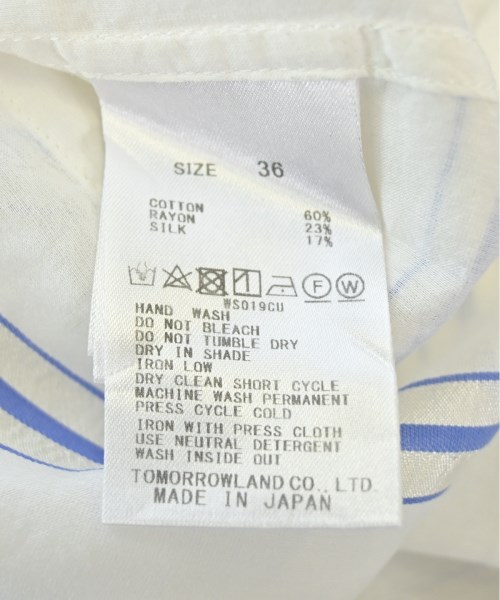 SIZE 36
COTTON 60%
RAYON 23%
SILK 17%
F W
WS019CU
HAND WASH
DO NOT BLEACH
DO NOT TUMBLE DRY
DRY IN SHADE
IRON LOW
DRY CLEAN SHORT CYCLE
MACHINE WASH PERMANENT
PRESS CYCLE COLD
IRON WITH PRESS CLOTH
USE NEUTRAL DETERGENT
WASH INSIDE OUT
TOMORROWLAND CO., LTD.
MADE IN JAPAN